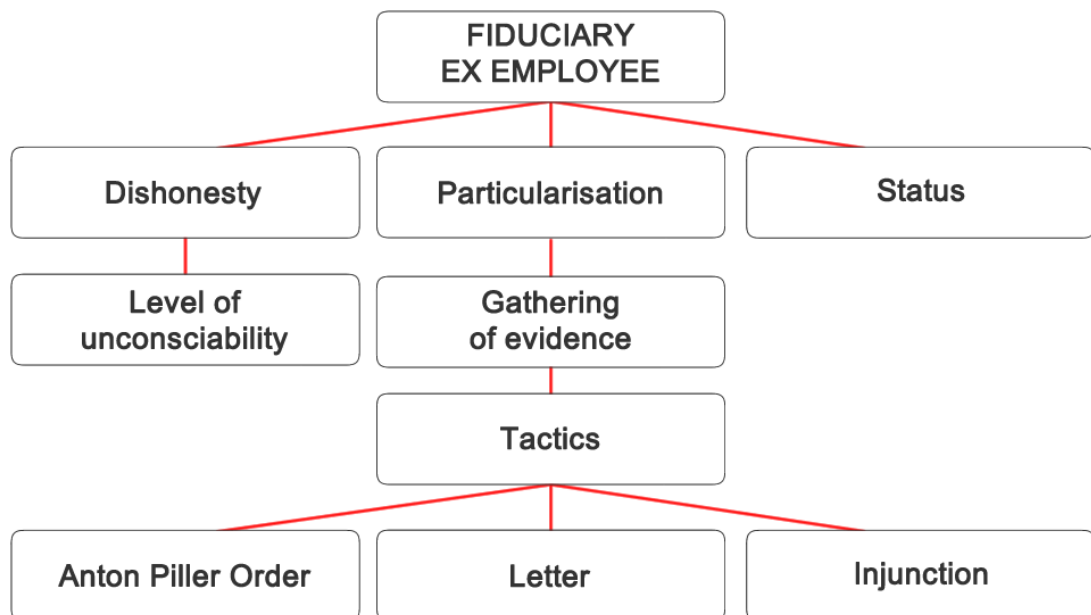 FIDUCIARY
EX EMPLOYEE
Dishonesty
Particularisation
Status
Level of
unconsciability
Gathering
of evidence
Tactics
Anton Piller Order
Letter
Injunction